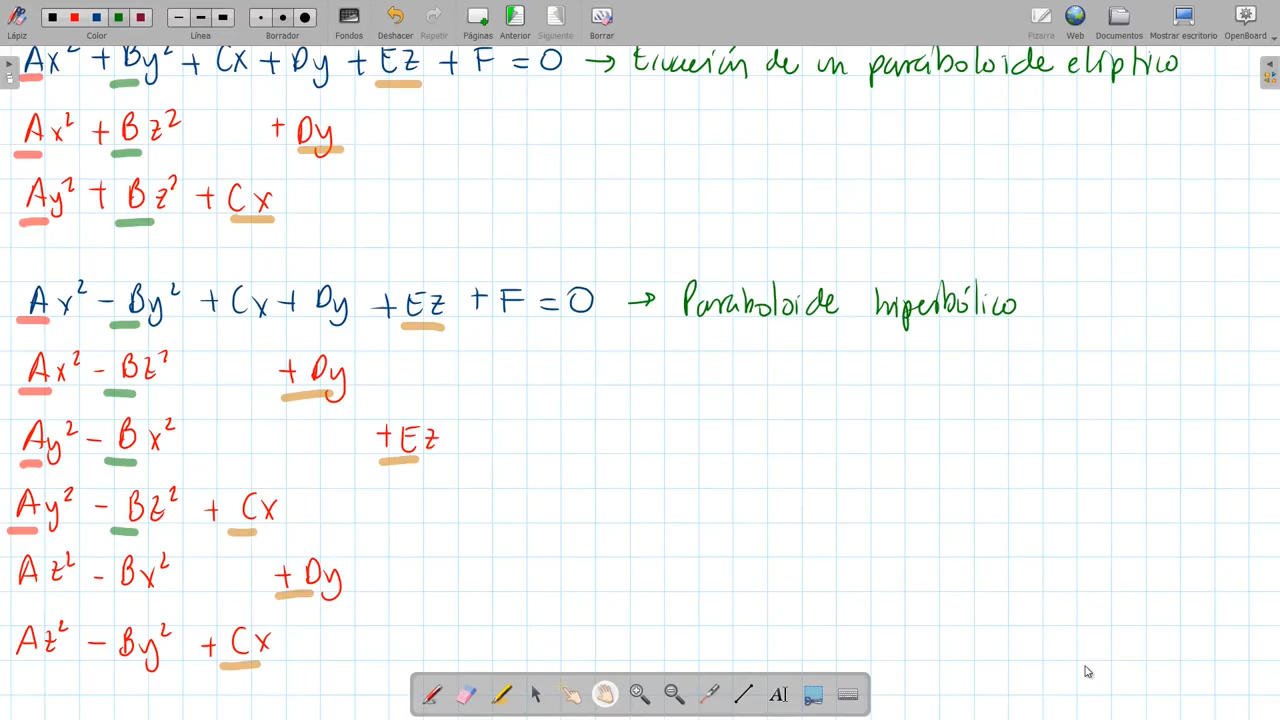 Lápiz Color Línea Borrador Fondos Deshacer Rehacer Páginas Anterior Siguiente Borrar Pizarra Web Documentos Mostrar escritorio OpenBoard
Ax² + By² + Cx + Dy + Ez + F = 0 → Ecuación de un paraboloide elíptico
Ax² + Bz² + Dy
Ay² + Bz² + Cx
Ax² - By² + Cx + Dy + Ez + F = 0 → Paraboloide hiperbólico
Ax² - Bz² + Dy
Ay² - Bx² + Ez
Ay² - Bz² + Cx
Az² - Bx² + Dy
Az² - By² + Cx